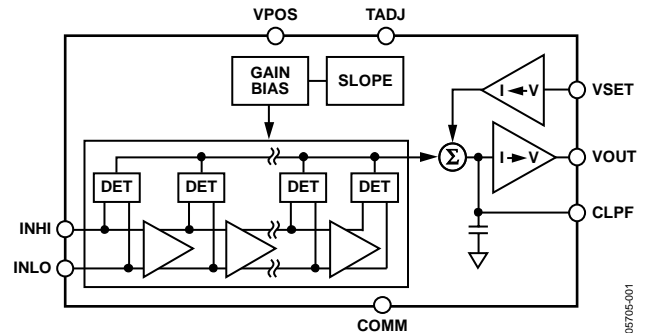 VPOS TADJ
GAIN
BIAS
SLOPE
I V
VSET
Σ
I V
VOUT
DET DET DET DET
CLPF
INHI
INLO
COMM
05705-001